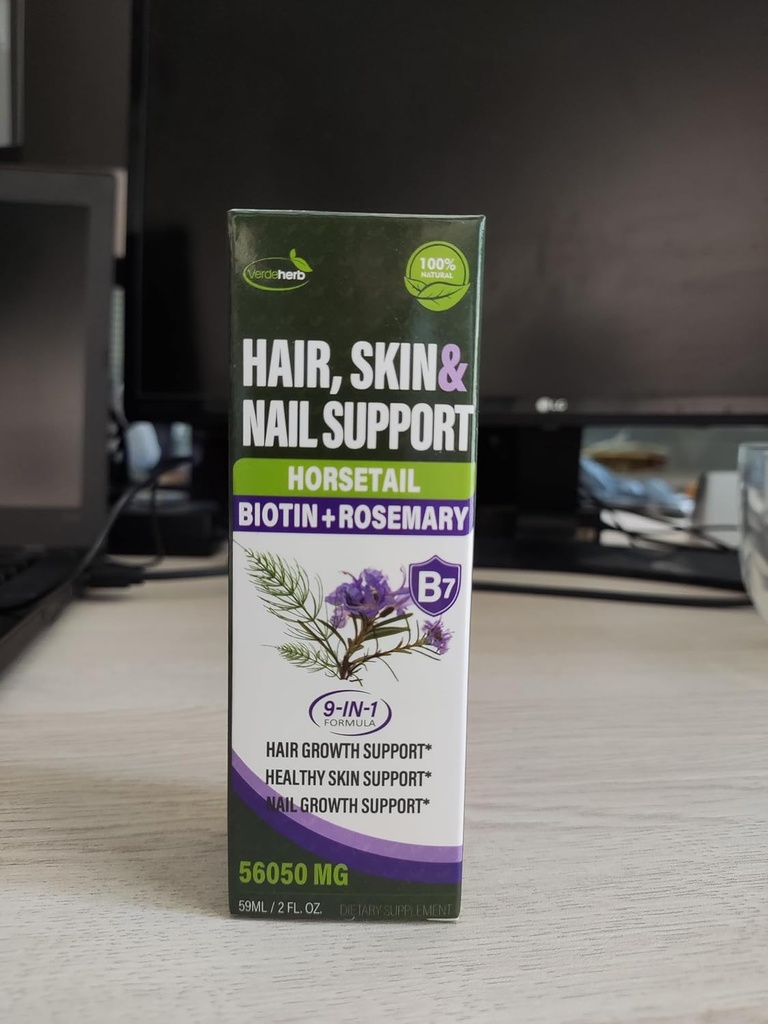 Verdeherb
100%
NATURAL
HAIR, SKIN&
NAIL SUPPORT
HORSETAIL
BIOTIN+ROSEMARY
B7
9-IN-1
FORMULA
HAIR GROWTH SUPPORT*
HEALTHY SKIN SUPPORT*
NAIL GROWTH SUPPORT*
56050 MG
59ML / 2 FL. OZ. DIETARY SUPPLEMENT
LG